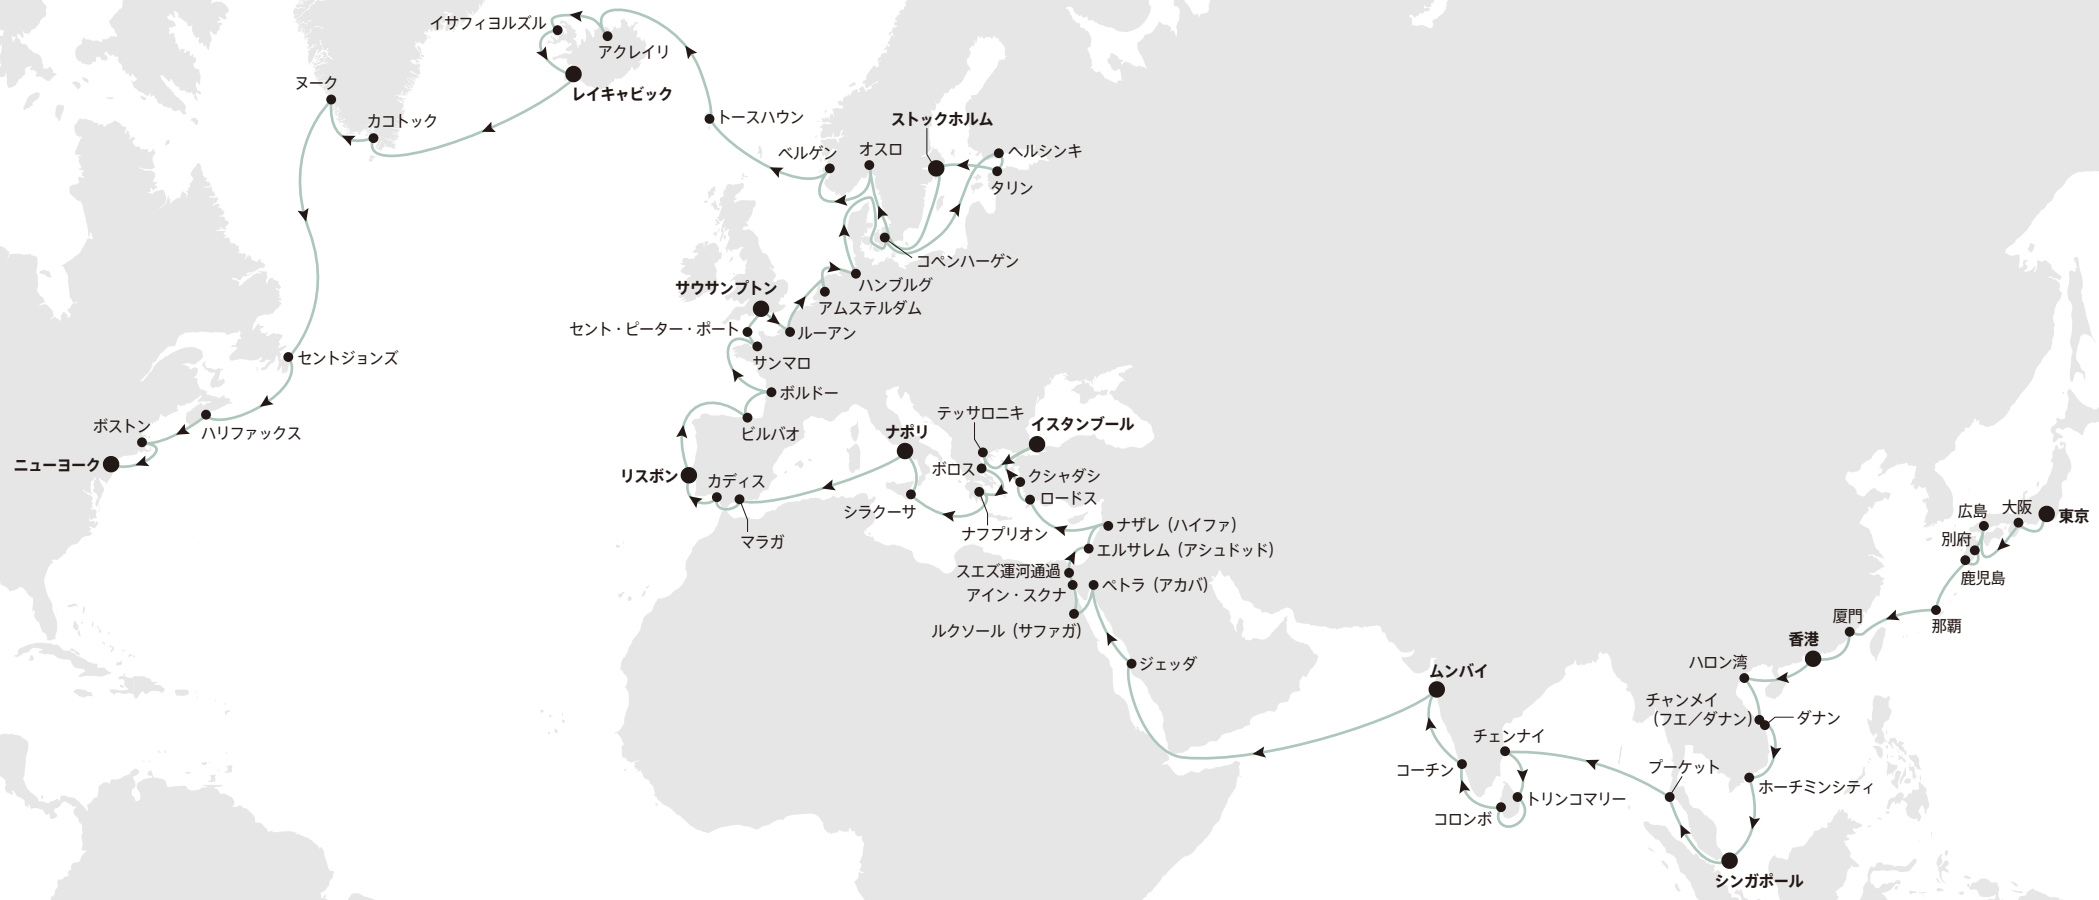 イサフィヨルズル
アクレイリ
レイキャビック
ヌーク
カコトック
トースハウン
ストックホルム
ベルゲン
オスロ
ヘルシンキ
タリン
コペンハーゲン
ハンブルグ
アムステルダム
サウサンプトン
セント・ピーター・ポート
ルーアン
サンマロ
セントジョンズ
ボルドー
ビルバオ
ハリファックス
ボストン
ニューヨーク
リスボン
カディス
マラガ
ナポリ
シラクーサ
テッサロニキ
イスタンブール
ボロス
クシャダシ
ロードス
ナフプリオン
ナザレ(ハイファ)
エルサレム(アシュドッド)
スエズ運河通過
アイン・スクナ
ペトラ(アカバ)
ルクソール(サファガ)
ジェッダ
ムンバイ
コーチン
チェンナイ
トリンコマリー
コロンボ
プーケット
シンガポール
ホーチミンシティ
チャンメイ
(フエ／ダナン)
ダナン
ハロン湾
香港
厦門
那覇
鹿児島
別府
広島
大阪
東京